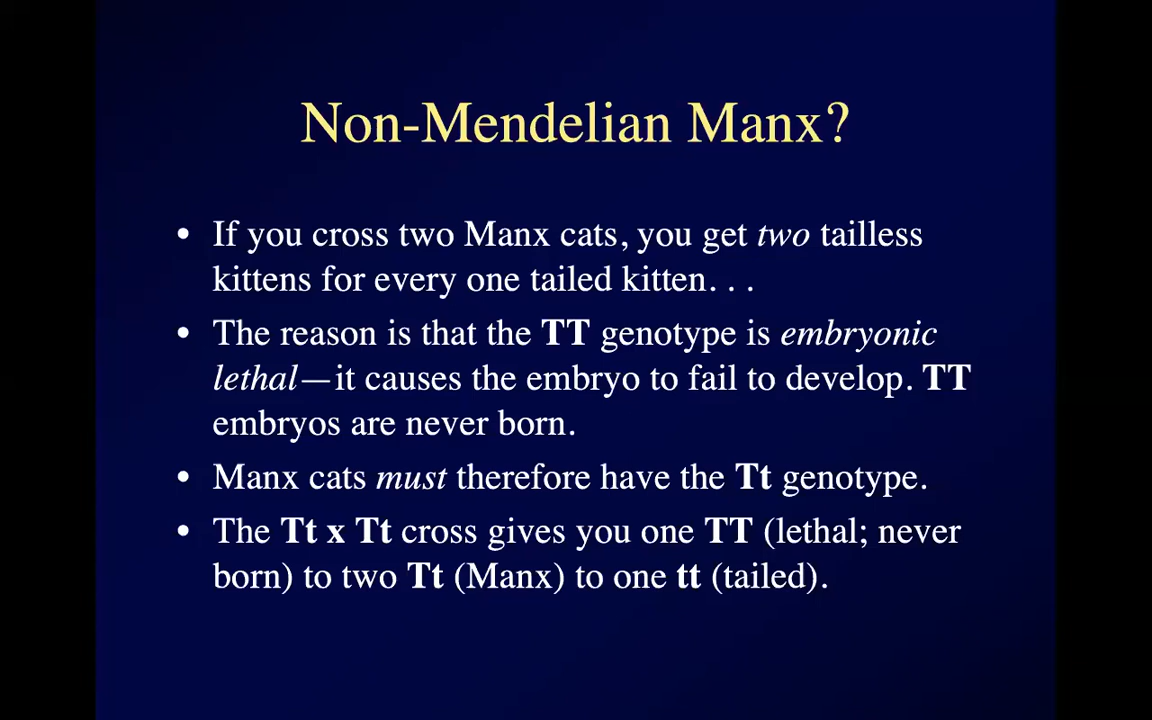 Non-Mendelian Manx?
• If you cross two Manx cats, you get two tailless
kittens for every one tailed kitten. . .
• The reason is that the TT genotype is embryonic
lethal—it causes the embryo to fail to develop. TT
embryos are never born.
• Manx cats must therefore have the Tt genotype.
• The Tt x Tt cross gives you one TT (lethal; never
born) to two Tt (Manx) to one tt (tailed).